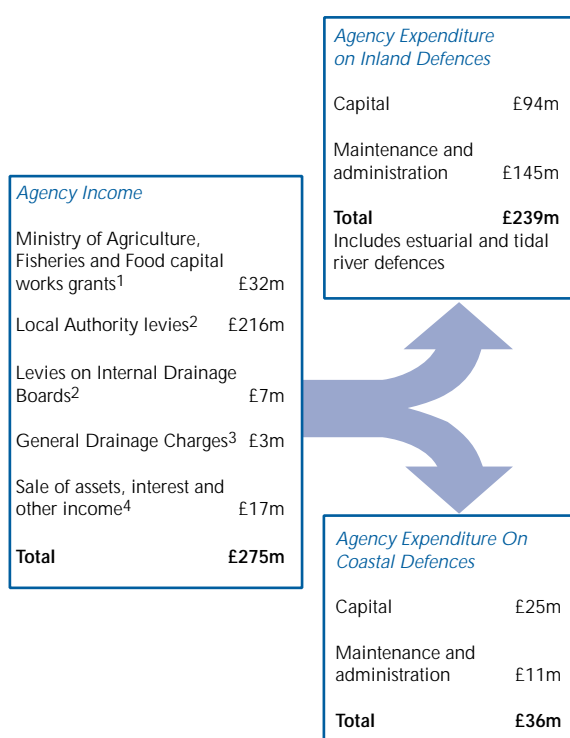 Agency Expenditure
on Inland Defences
Capital £94m
Maintenance and
administration £145m
Total £239m
Includes estuarial and tidal
river defences
Agency Income
Ministry of Agriculture,
Fisheries and Food capital
works grants1 £32m
Local Authority levies2 £216m
Levies on Internal Drainage
Boards2 £7m
General Drainage Charges3 £3m
Sale of assets, interest and
other income4 £17m
Total £275m
Agency Expenditure On
Coastal Defences
Capital £25m
Maintenance and
administration £11m
Total £36m